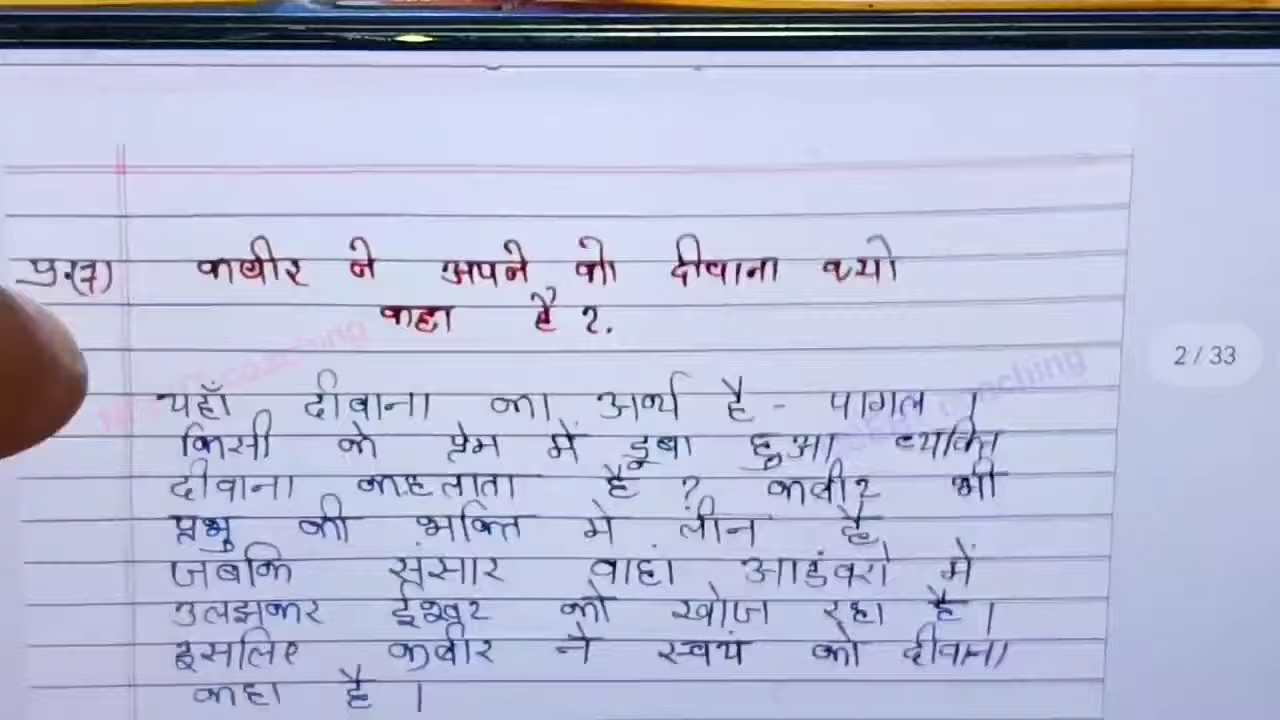 प्र(7) कबीर ने अपने को दीवाना क्यो
कहा है ?.
2 / 33
यहाँ दीवाना का अर्थ है - पागल ।
किसी के प्रेम में डूबा हुआ व्यक्ति
दीवाना कहलाता है ? कबीर भी
प्रभु की भक्ति मे लीन है,
जबकि संसार वाहां आडंबरो में
उलझकर ईश्वर को खोज रहा है ।
इसलिए कबीर ने स्वयं को दीवाना
कहा है ।
coaching